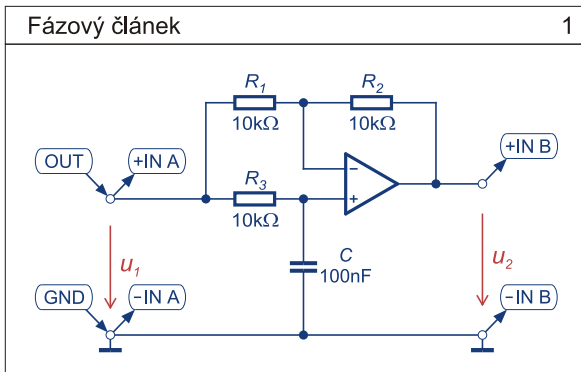 Fázový článek 1
R1 R2
10kΩ 10kΩ
OUT +IN A +IN B
−
R3 +
10kΩ
u1 C u2
100nF
GND −IN A −IN B